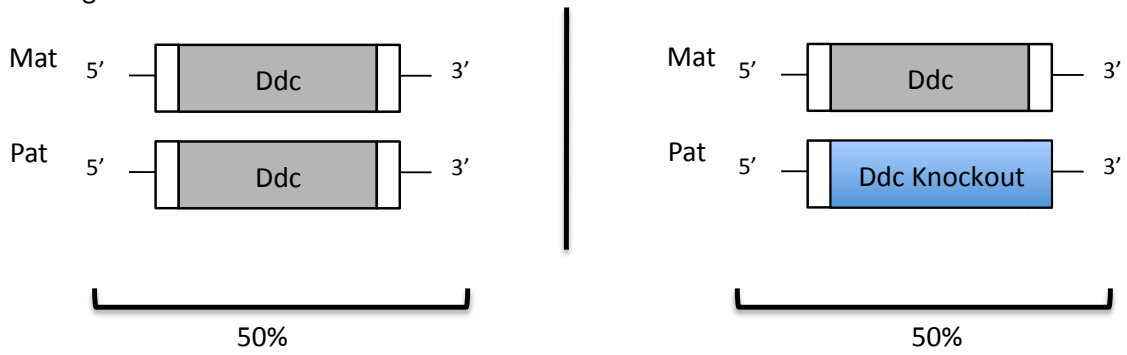 Mat 5’ Ddc 3’
Pat 5’ Ddc 3’
50%
Mat 5’ Ddc 3’
Pat 5’ Ddc Knockout 3’
50%